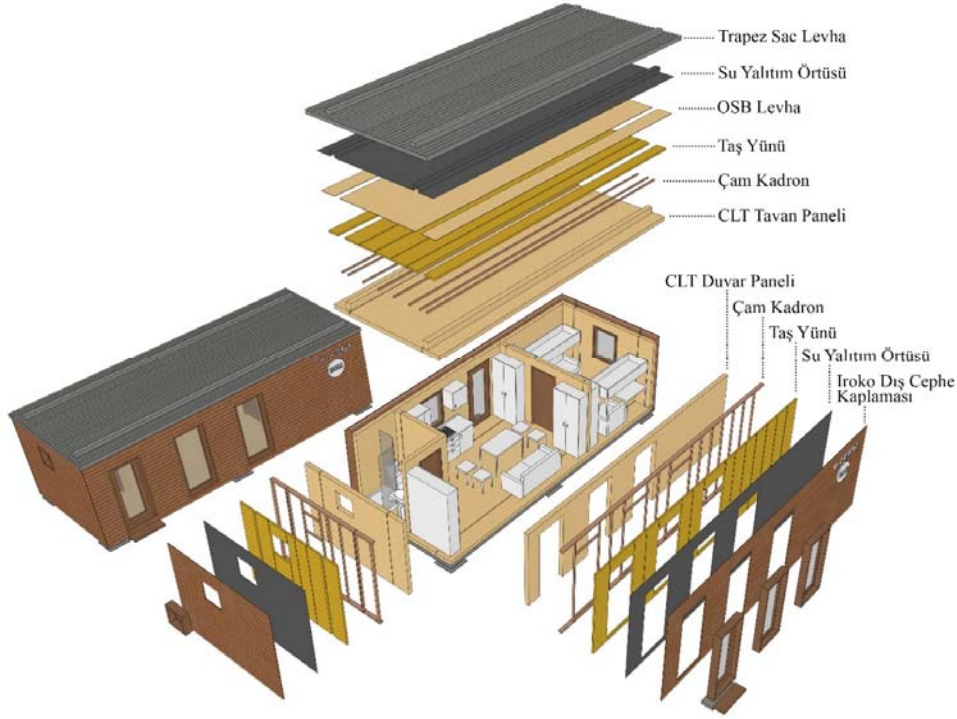 Trapez Sac Levha
Su Yalıtım Örtüsü
OSB Levha
Taş Yünü
Çam Kadron
CLT Tavan Paneli
CLT Duvar Paneli
Çam Kadron
Taş Yünü
Su Yalıtım Örtüsü
Iroko Dış Cephe
Kaplaması